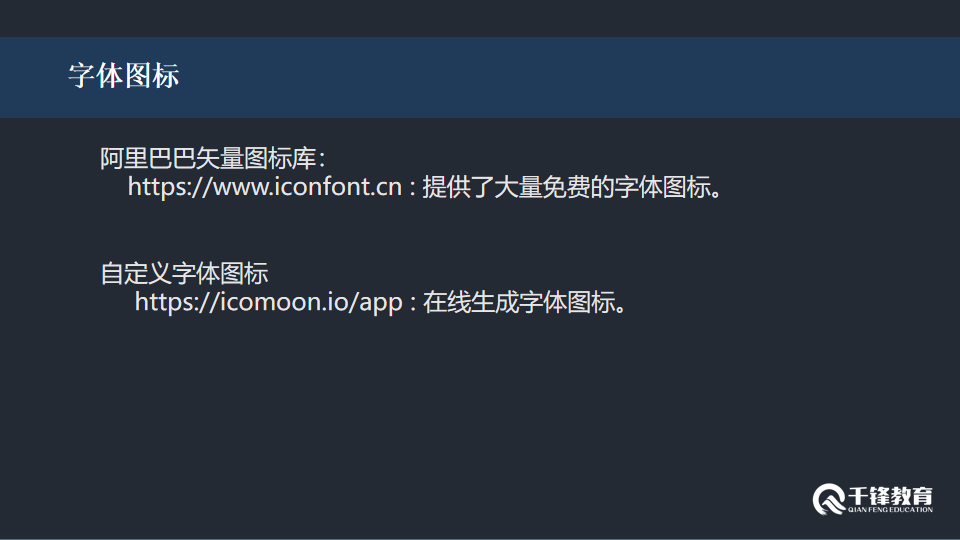 字体图标
阿里巴巴矢量图标库：
https://www.iconfont.cn : 提供了大量免费的字体图标。
自定义字体图标
https://icomoon.io/app : 在线生成字体图标。
千锋教育
QIAN FENG EDUCATION